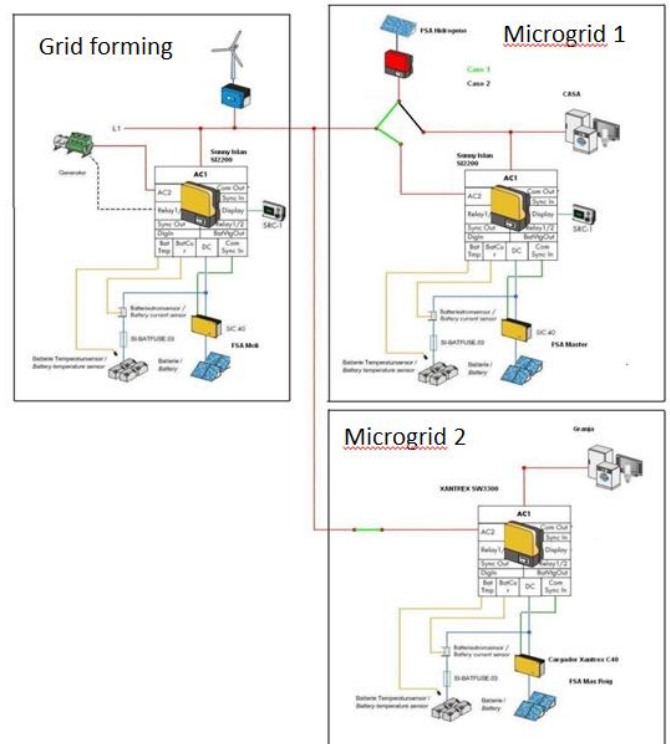 Grid forming
L1
Generator
Sunny Islan
SI2200
AC1
AC2
Com Out
Sync In
Relay1/
Display
Sync Out
Relay1/2
DigIn
BatVtgOut
Bat
Tmp
BatCu
r
DC
Com
Sync In
SRC-1
Batteriestromsensor /
Battery current sensor
SIC 40
SI-BATFUSE.03
FSA Moli
Batterie Temperatursensor /
Battery temperature sensor
Batterie /
Battery
Microgrid 1
FSA Hidrogeno
Caso 1
Caso 2
CASA
Sunny Islan
SI2200
AC1
AC2
Com Out
Sync In
Relay1/
Display
Sync Out
Relay1/2
DigIn
BatVtgOut
Bat
Tmp
BatCu
r
DC
Com
Sync In
SRC-1
Batteriestromsensor /
Battery current sensor
SIC 40
SI-BATFUSE.03
FSA Master
Batterie Temperatursensor /
Battery temperature sensor
Batterie /
Battery
Microgrid 2
Granja
XANTREX SW3300
AC1
AC2
Com Out
Sync In
Relay1/
Display
Sync Out
Relay1/2
DigIn
BatVtgOut
Bat
Tmp
BatCu
r
DC
Com
Sync In
Batteriestromsensor /
Battery current sensor
Cargador Xantrex C40
SI-BATFUSE.03
FSA Mas Roig
Batterie Temperatursensor /
Battery temperature sensor
Batterie /
Battery